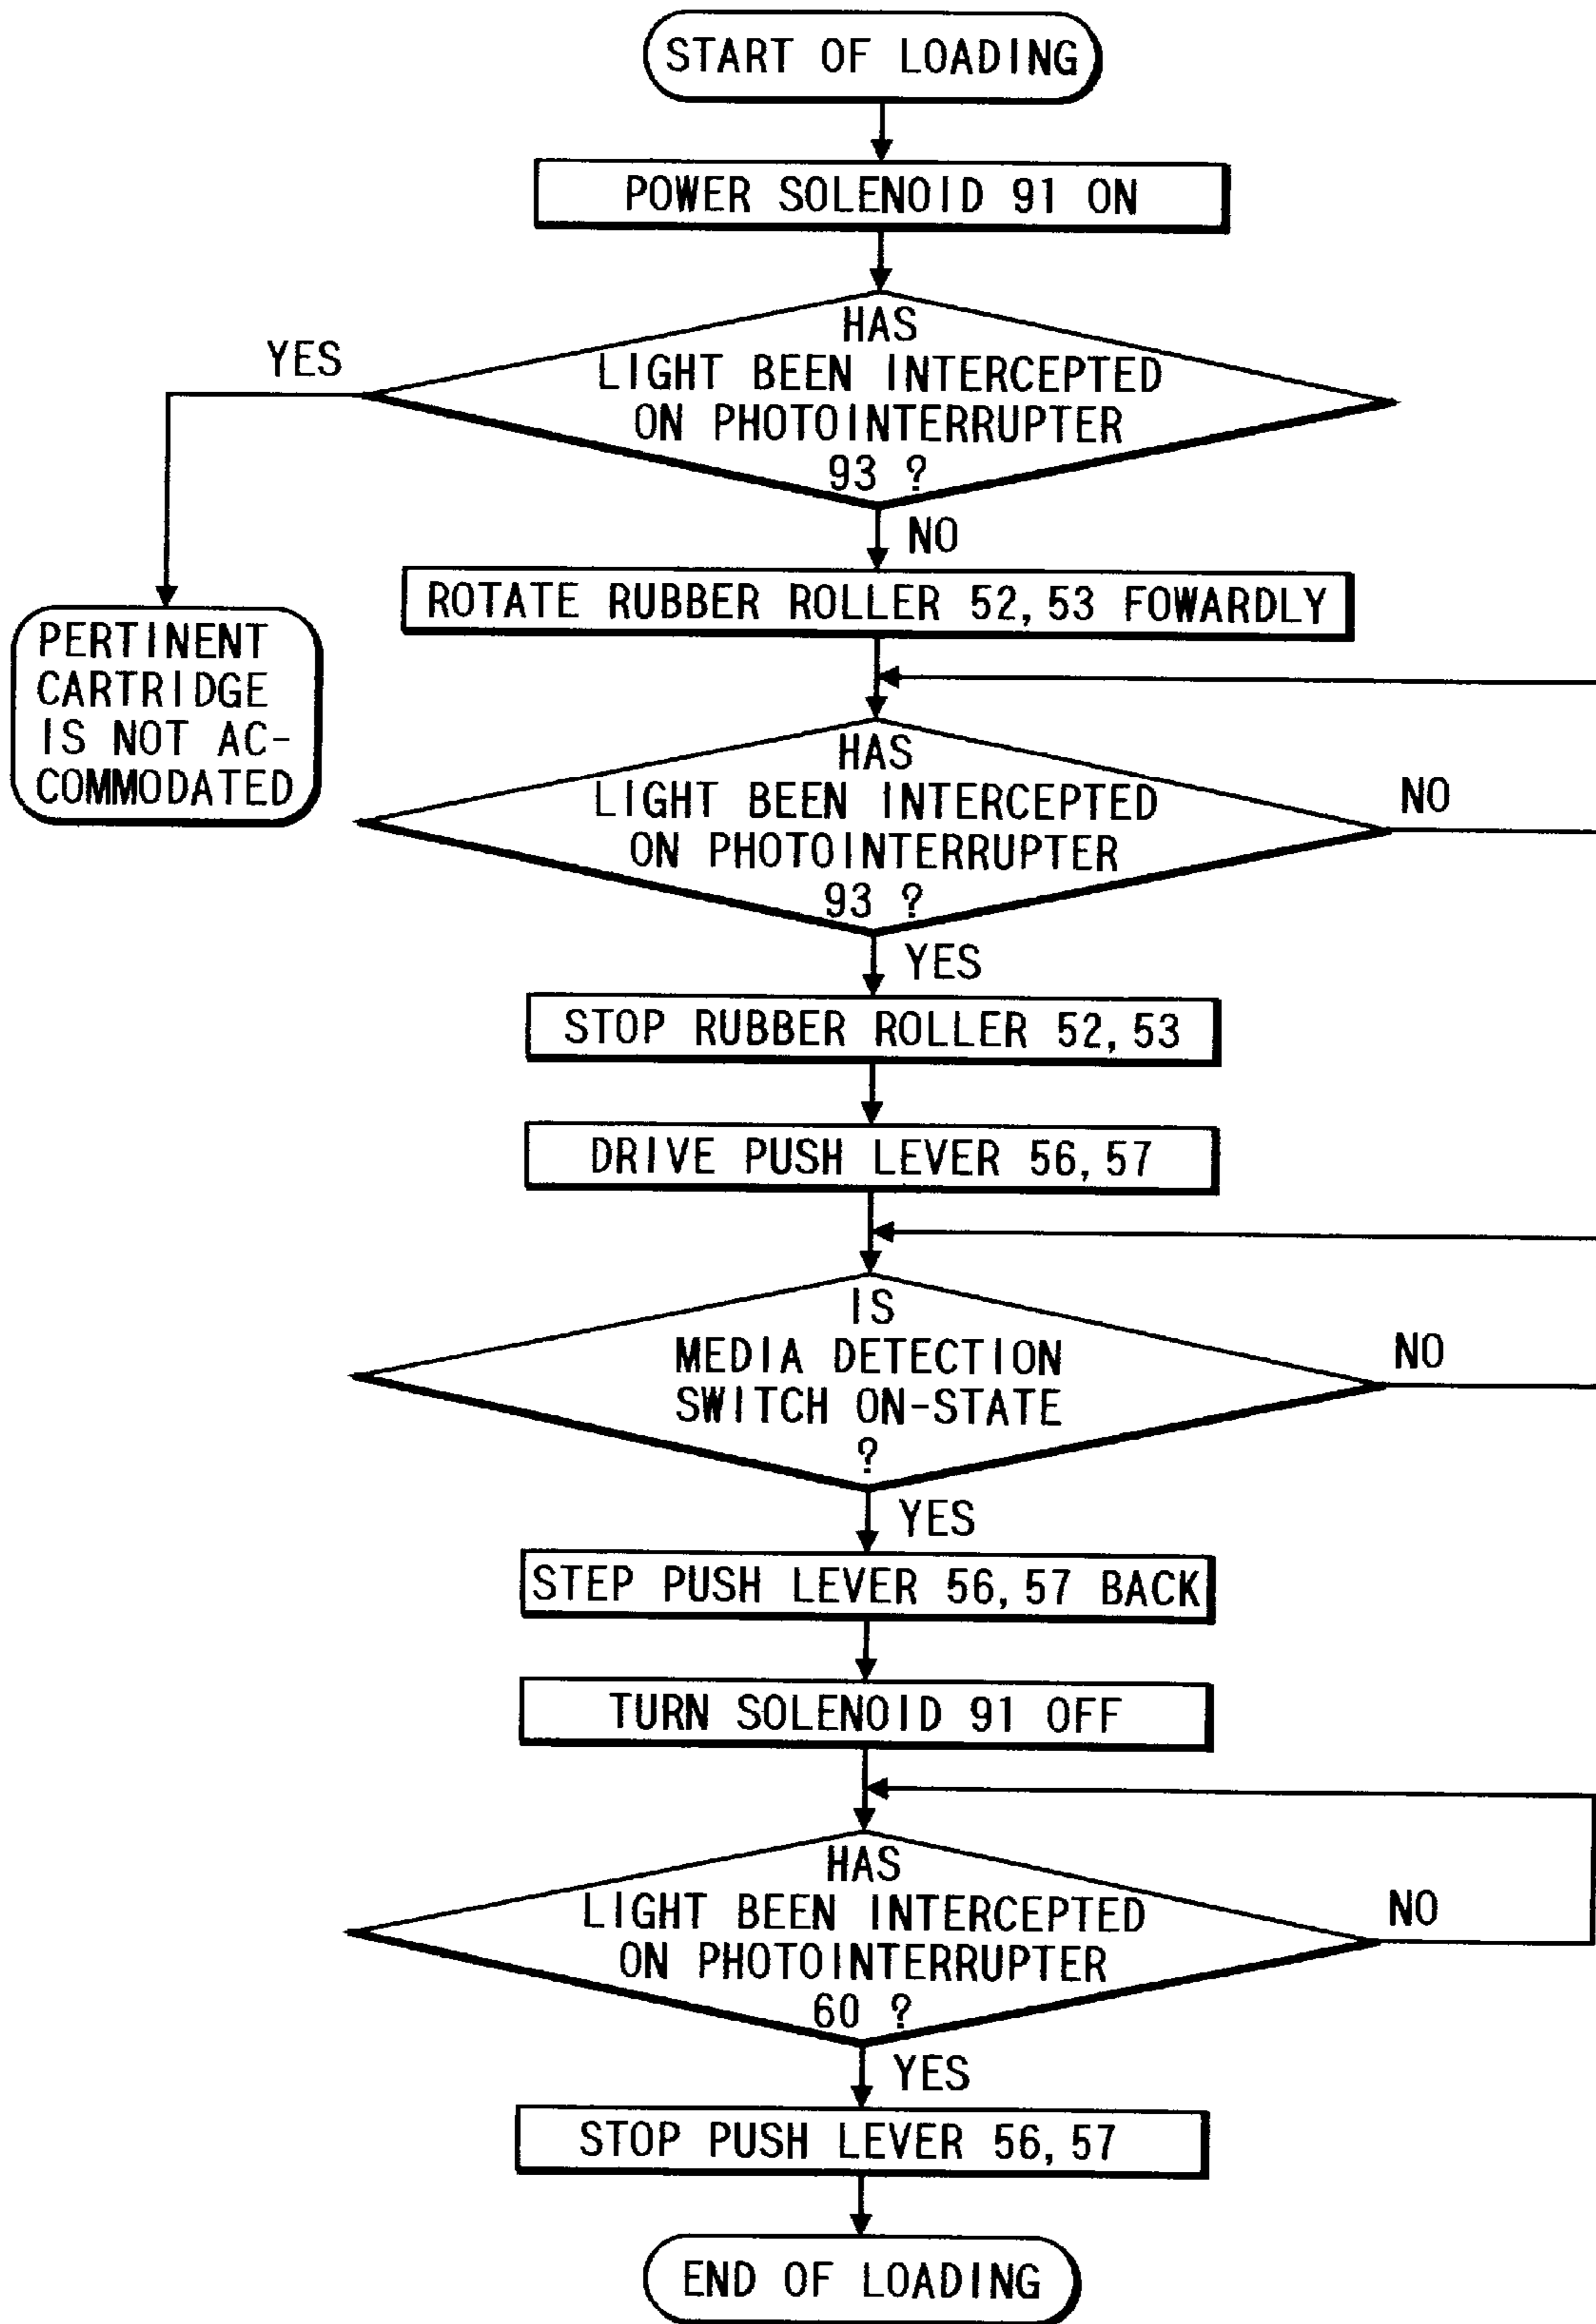 START OF LOADING
POWER SOLENOID 91 ON
HAS
LIGHT BEEN INTERCEPTED
ON PHOTOINTERRUPTER
93 ?
YES
NO
PERTINENT
CARTRIDGE
IS NOT AC-
COMMODATED
ROTATE RUBBER ROLLER 52,53 FOWARDLY
HAS
LIGHT BEEN INTERCEPTED
ON PHOTOINTERRUPTER
93 ?
NO
YES
STOP RUBBER ROLLER 52,53
DRIVE PUSH LEVER 56,57
IS
MEDIA DETECTION
SWITCH ON-STATE
?
NO
YES
STEP PUSH LEVER 56,57 BACK
TURN SOLENOID 91 OFF
HAS
LIGHT BEEN INTERCEPTED
ON PHOTOINTERRUPTER
60 ?
NO
YES
STOP PUSH LEVER 56,57
END OF LOADING